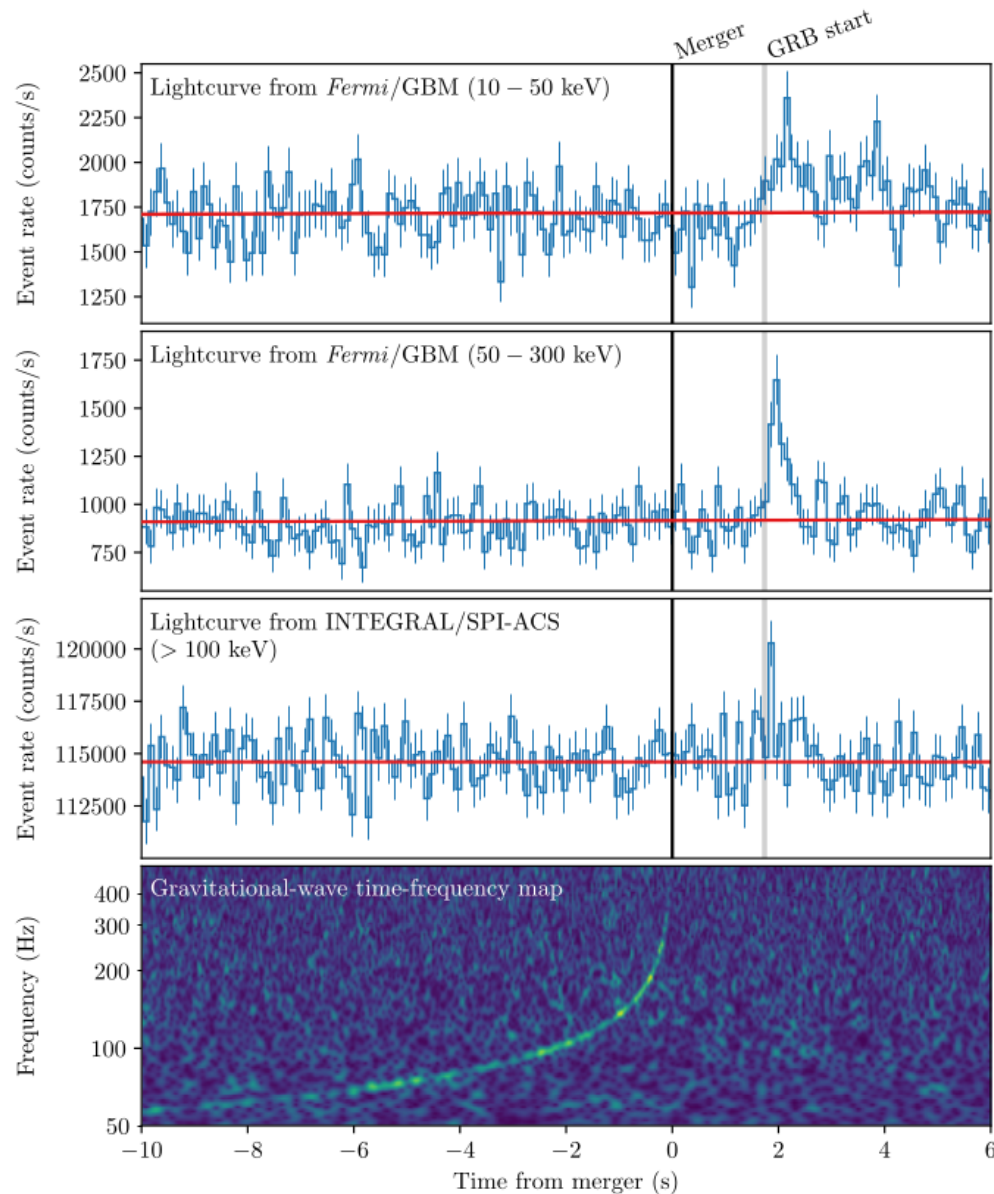 Merger GRB start
2500
2250
2000
1750
1500
1250
Event rate (counts/s)
Lightcurve from Fermi/GBM (10 − 50 keV)
1750
1500
1250
1000
750
Event rate (counts/s)
Lightcurve from Fermi/GBM (50 − 300 keV)
120000
117500
115000
112500
Event rate (counts/s)
Lightcurve from INTEGRAL/SPI-ACS
(> 100 keV)
400
300
200
100
50
Frequency (Hz)
Gravitational-wave time-frequency map
−10 −8 −6 −4 −2 0 2 4 6
Time from merger (s)